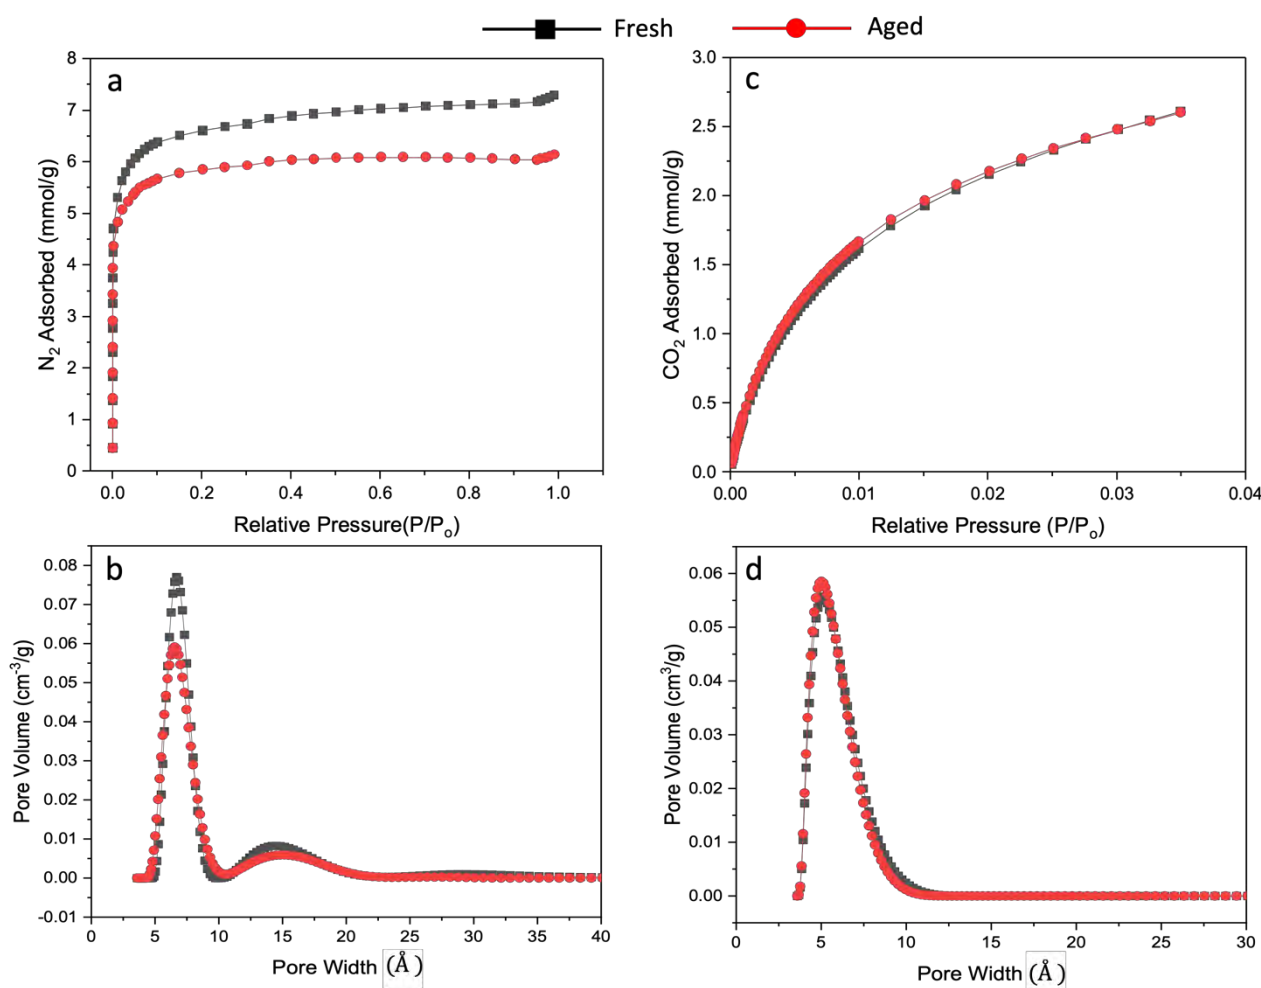 Fresh
Aged
a
8
7
6
5
4
3
2
1
0
N₂ Adsorbed (mmol/g)
0.0 0.2 0.4 0.6 0.8 1.0
Relative Pressure(P/Pₒ)
c
3.0
2.5
2.0
1.5
1.0
0.5
0.0
CO₂ Adsorbed (mmol/g)
0.00 0.01 0.02 0.03 0.04
Relative Pressure (P/Pₒ)
b
0.08
0.07
0.06
0.05
0.04
0.03
0.02
0.01
0.00
-0.01
Pore Volume (cm⁻³/g)
0 5 10 15 20 25 30 35 40
Pore Width (Å)
d
0.06
0.05
0.04
0.03
0.02
0.01
0.00
Pore Volume (cm³/g)
0 5 10 15 20 25 30
Pore Width (Å)